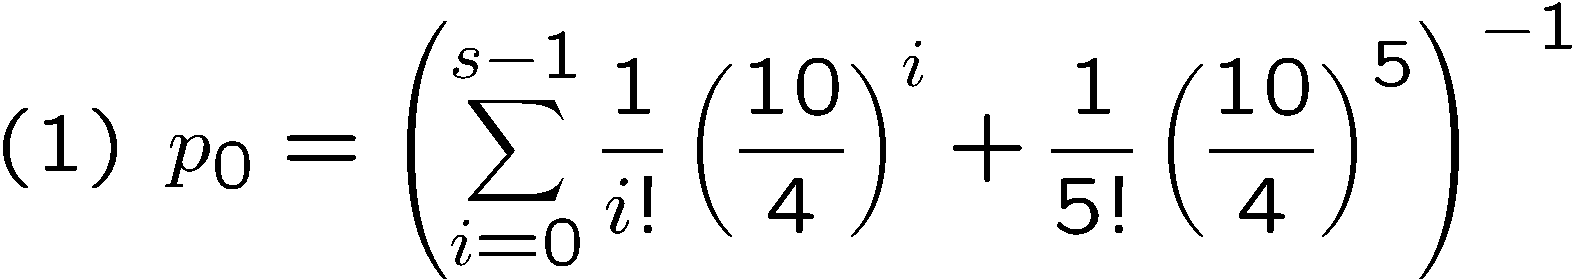 (1) $p_0 = \left( \sum_{i=0}^{s-1} \frac{1}{i!} \left( \frac{10}{4} \right)^i + \frac{1}{5!} \left( \frac{10}{4} \right)^5 \right)^{-1}$